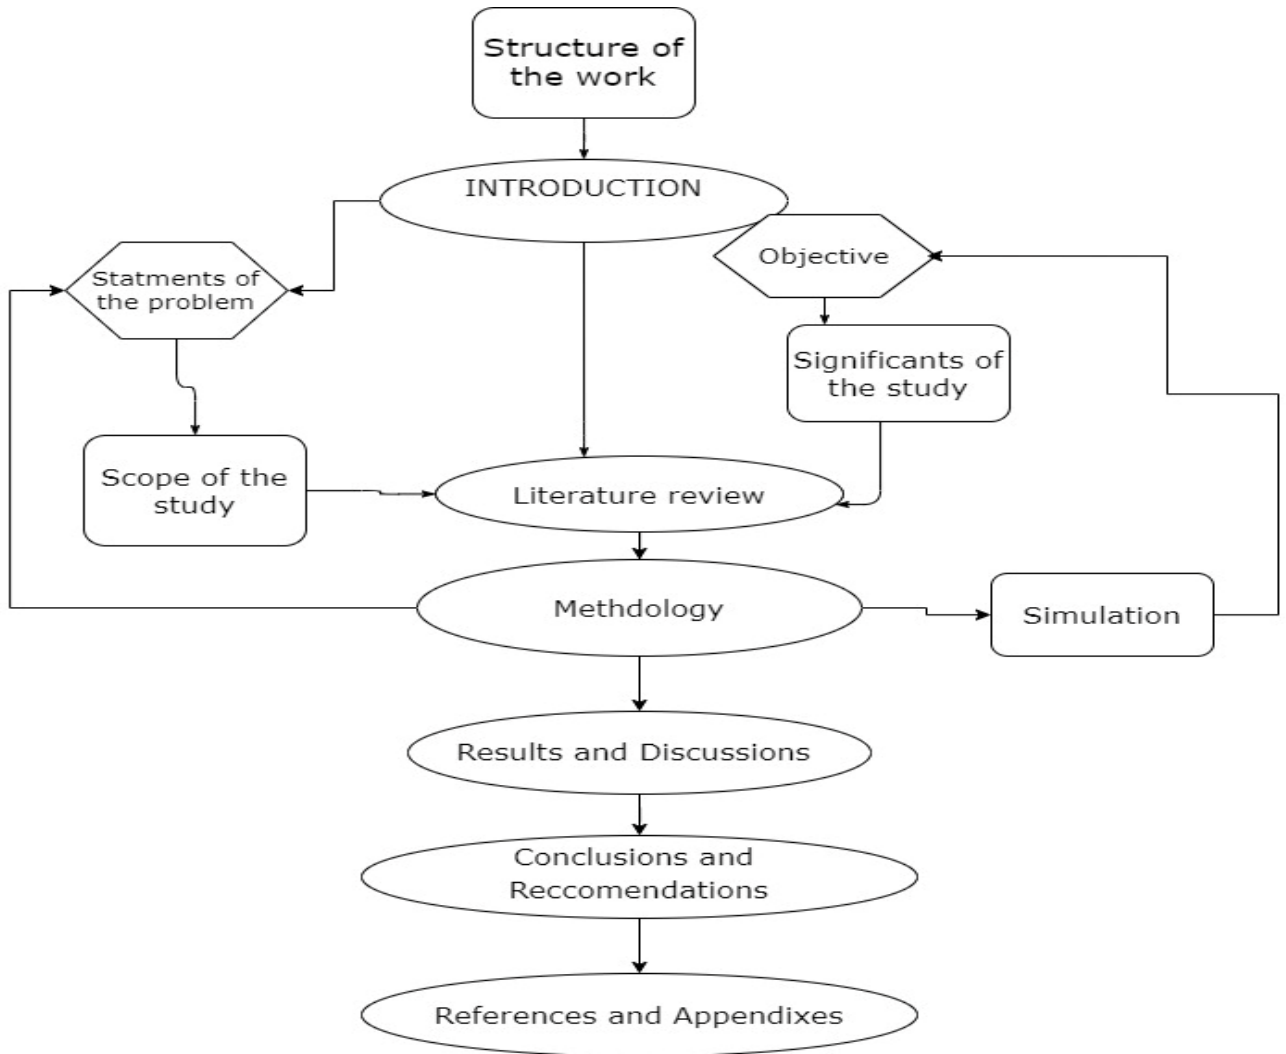 Structure of
the work
INTRODUCTION
Objective
Statments of
the problem
Significants of
the study
Scope of the
study
Literature review
Methdology
Simulation
Results and Discussions
Conclusions and
Reccomendations
References and Appendixes